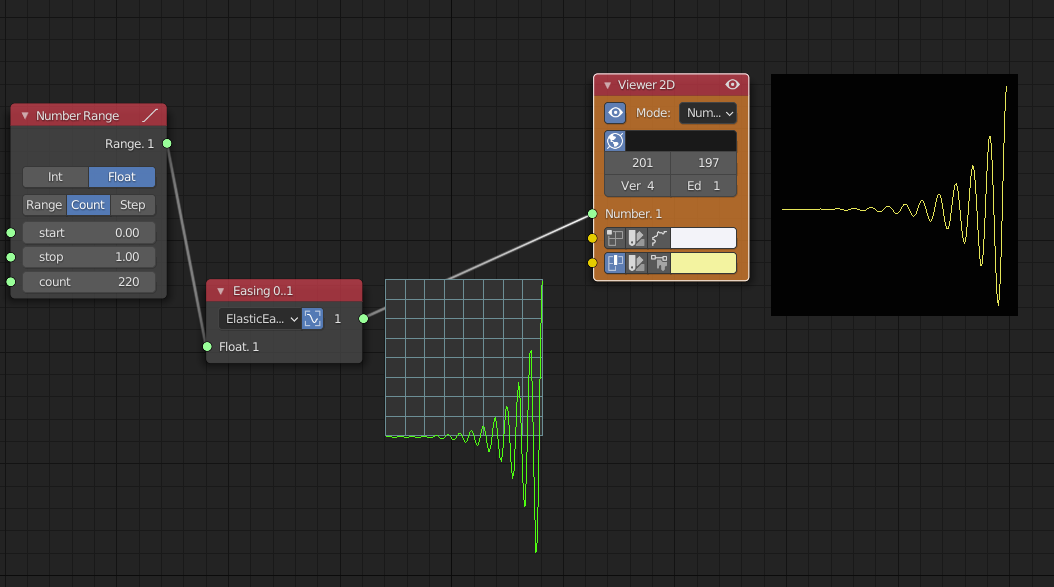 Number Range
Range. 1
Int Float
Range Count Step
start 0.00
stop 1.00
count 220
Easing 0..1
ElasticEa... 1
Float. 1
Viewer 2D
Mode: Num...
201 197
Ver 4 Ed 1
Number. 1